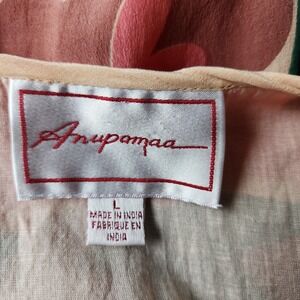 Anupamaa
L
MADE IN INDIA
FABRIQUE EN
INDIA